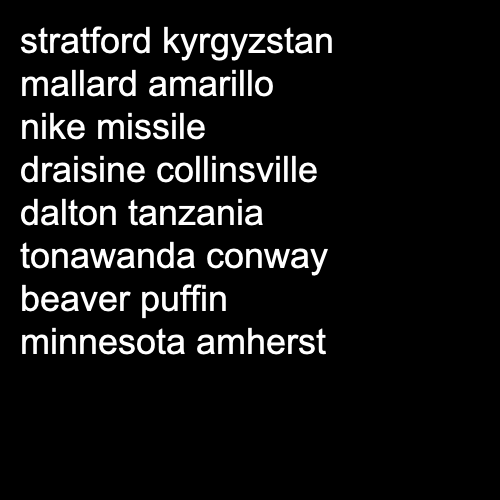 stratford kyrgyzstan
mallard amarillo
nike missile
draisine collinsville
dalton tanzania
tonawanda conway
beaver puffin
minnesota amherst